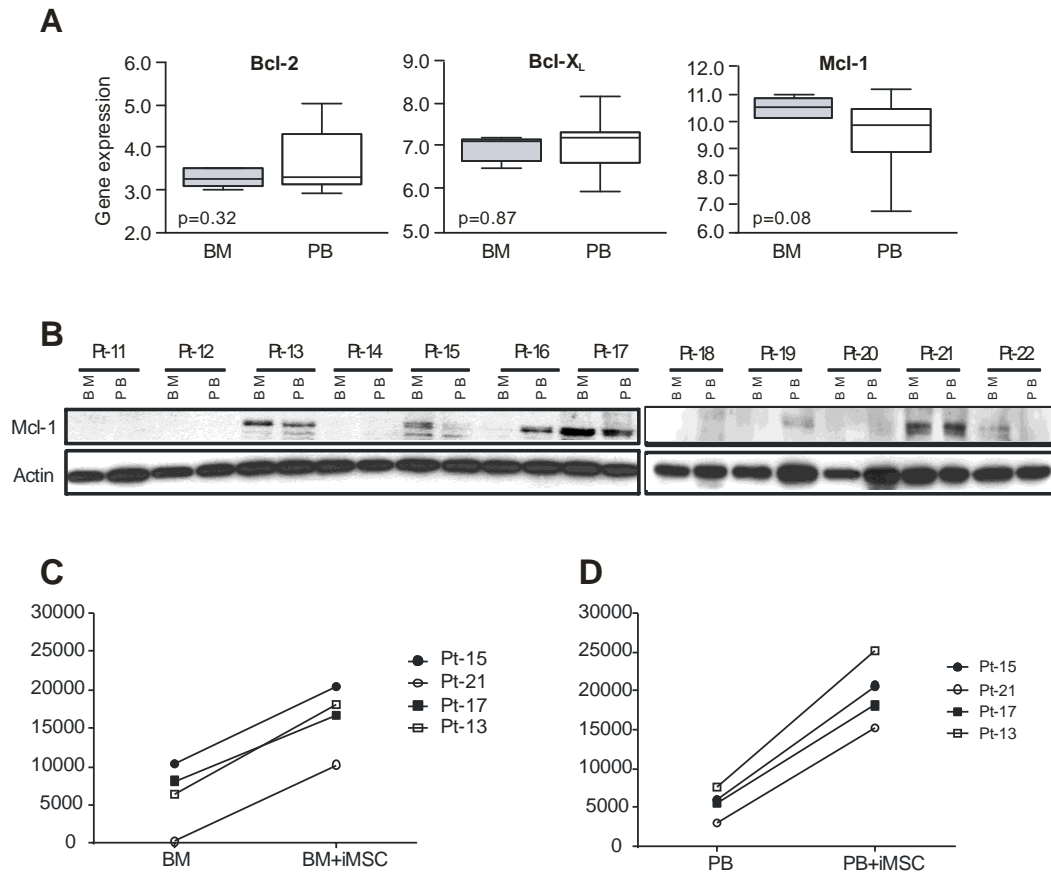 A
Bcl-2
6.0
5.0
4.0
3.0
2.0
Gene expression
p=0.32
BM PB
Bcl-XL
9.0
8.0
7.0
6.0
5.0
p=0.87
BM PB
Mcl-1
12.0
11.0
10.0
9.0
8.0
7.0
6.0
p=0.08
BM PB
B
Pt-11 Pt-12 Pt-13 Pt-14 Pt-15 Pt-16 Pt-17 Pt-18 Pt-19 Pt-20 Pt-21 Pt-22
BM PB BM PB BM PB BM PB BM PB BM PB BM PB BM PB BM PB BM PB BM PB BM PB
Mcl-1
Actin
C
30000
25000
20000
15000
10000
5000
0
BM BM+iMSC
Pt-15
Pt-21
Pt-17
Pt-13
D
30000
25000
20000
15000
10000
5000
0
PB PB+iMSC
Pt-15
Pt-21
Pt-17
Pt-13